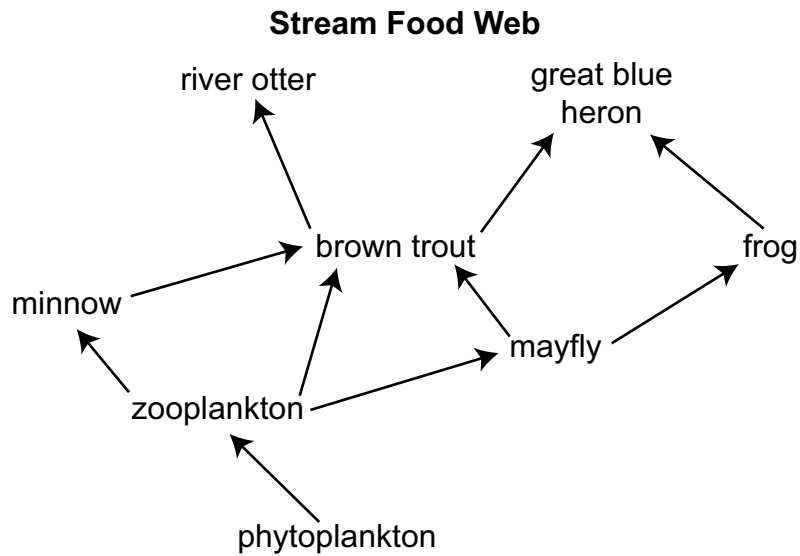 Stream Food Web
river otter
great blue
heron
brown trout
frog
minnow
mayfly
zooplankton
phytoplankton